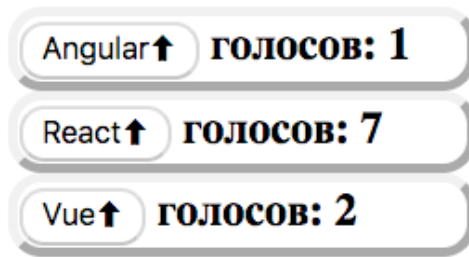 Angular⬆ голосов: 1
React⬆ голосов: 7
Vue⬆ голосов: 2